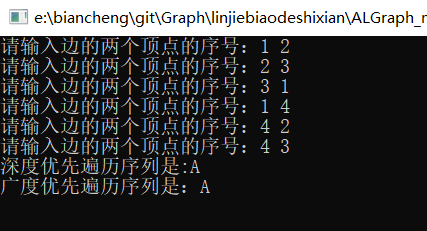 e:\biancheng\git\Graph\linjiebiaodeshixian\ALGraph_
请输入边的两个顶点的序号：1 2
请输入边的两个顶点的序号：2 3
请输入边的两个顶点的序号：3 1
请输入边的两个顶点的序号：1 4
请输入边的两个顶点的序号：4 2
请输入边的两个顶点的序号：4 3
深度优先遍历序列是:A
广度优先遍历序列是：A